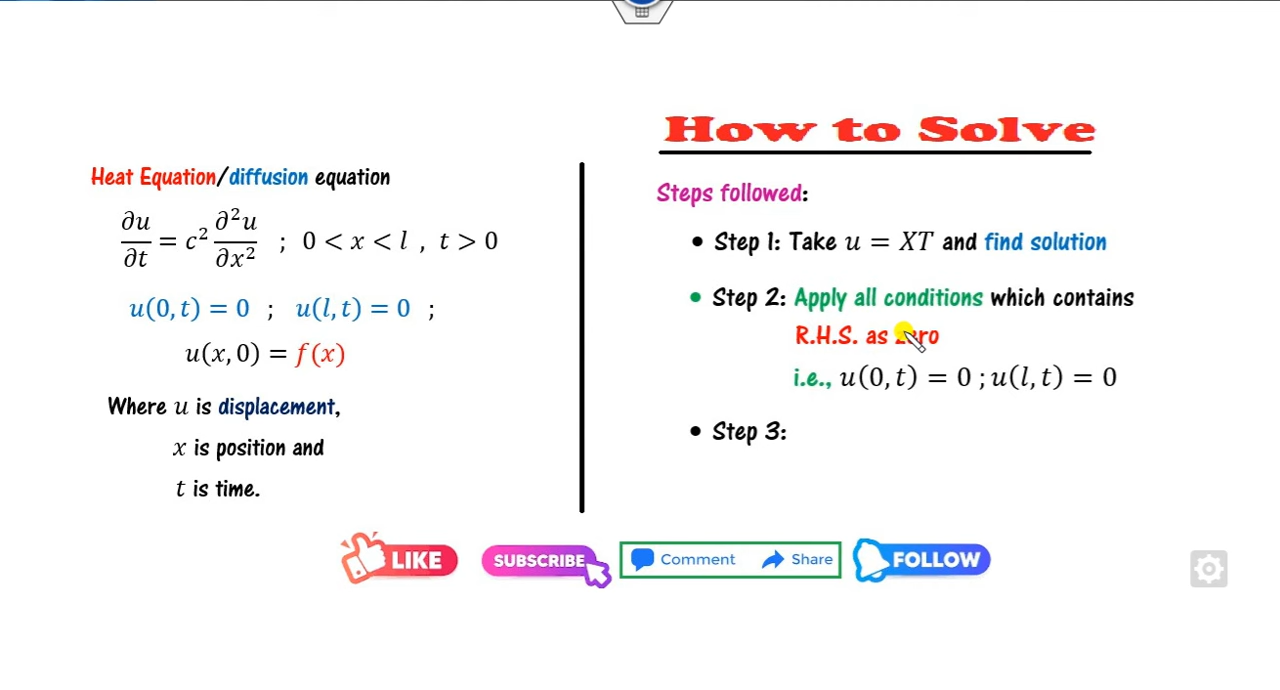 How to Solve
Heat Equation/diffusion equation
∂u/∂t = c² ∂²u/∂x² ; 0 < x < l , t > 0
u(0, t) = 0 ; u(l, t) = 0 ;
u(x, 0) = f(x)
Where u is displacement,
x is position and
t is time.
Steps followed:
• Step 1: Take u = XT and find solution
• Step 2: Apply all conditions which contains
R.H.S. as zero
i.e., u(0, t) = 0 ; u(l, t) = 0
• Step 3:
LIKE
SUBSCRIBE
Comment Share
FOLLOW